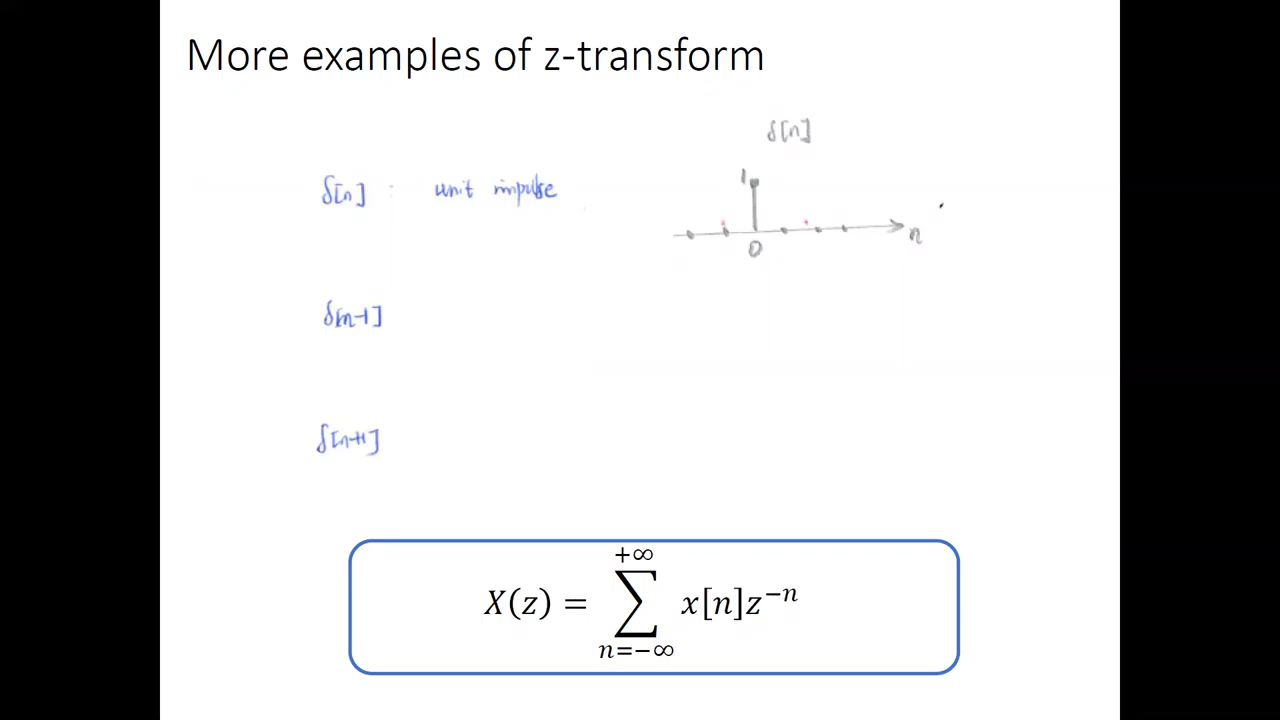 More examples of z-transform
δ[n]
δ[n] : unit impulse
1
0
n
δ[n-1]
δ[n+1]
+∞
X(z) = ∑ x[n]z⁻ⁿ
n=−∞